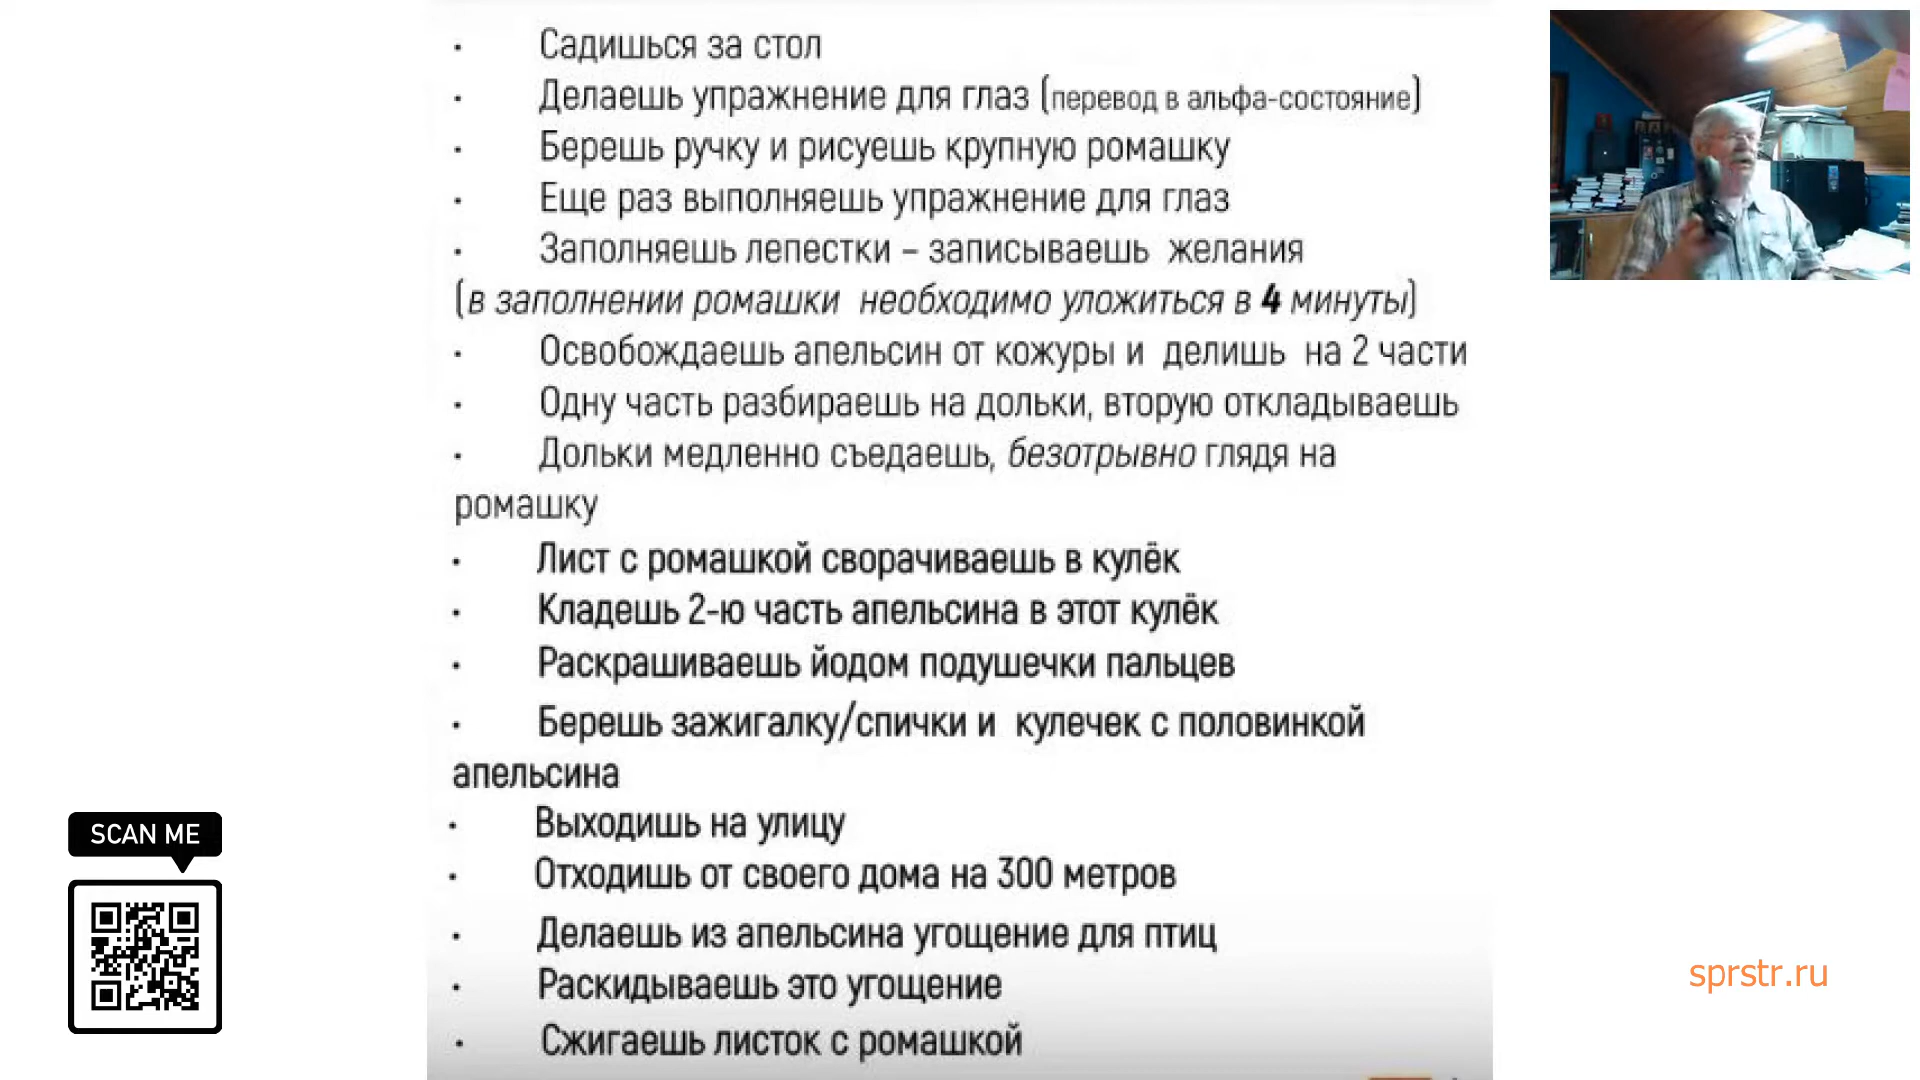 • Садишься за стол
• Делаешь упражнение для глаз (перевод в альфа-состояние)
• Берешь ручку и рисуешь крупную ромашку
• Еще раз выполняешь упражнение для глаз
• Заполняешь лепестки – записываешь желания
(в заполнении ромашки необходимо уложиться в 4 минуты)
• Освобождаешь апельсин от кожуры и делишь на 2 части
• Одну часть разбираешь на дольки, вторую откладываешь
• Дольки медленно съедаешь, безотрывно глядя на
ромашку
• Лист с ромашкой сворачиваешь в кулёк
• Кладешь 2-ю часть апельсина в этот кулёк
• Раскрашиваешь йодом подушечки пальцев
• Берешь зажигалку/спички и кулечек с половинкой
апельсина
• Выходишь на улицу
• Отходишь от своего дома на 300 метров
• Делаешь из апельсина угощение для птиц
• Раскидываешь это угощение
• Сжигаешь листок с ромашкой
SCAN ME
sprstr.ru